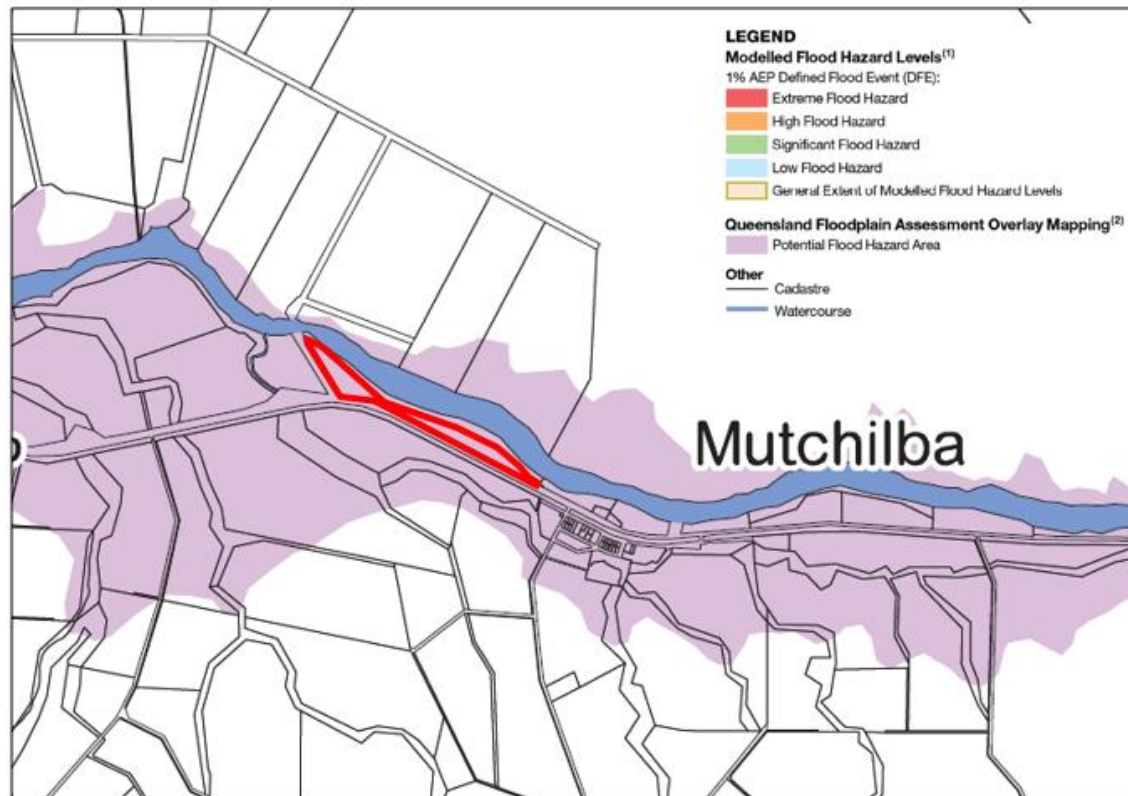 LEGEND
Modelled Flood Hazard Levels(1)
1% AEP Defined Flood Event (DFE):
Extreme Flood Hazard
High Flood Hazard
Significant Flood Hazard
Low Flood Hazard
General Extent of Modelled Flood Hazard Levels
Queensland Floodplain Assessment Overlay Mapping(2)
Potential Flood Hazard Area
Other
Cadastre
Watercourse
Mutchilba